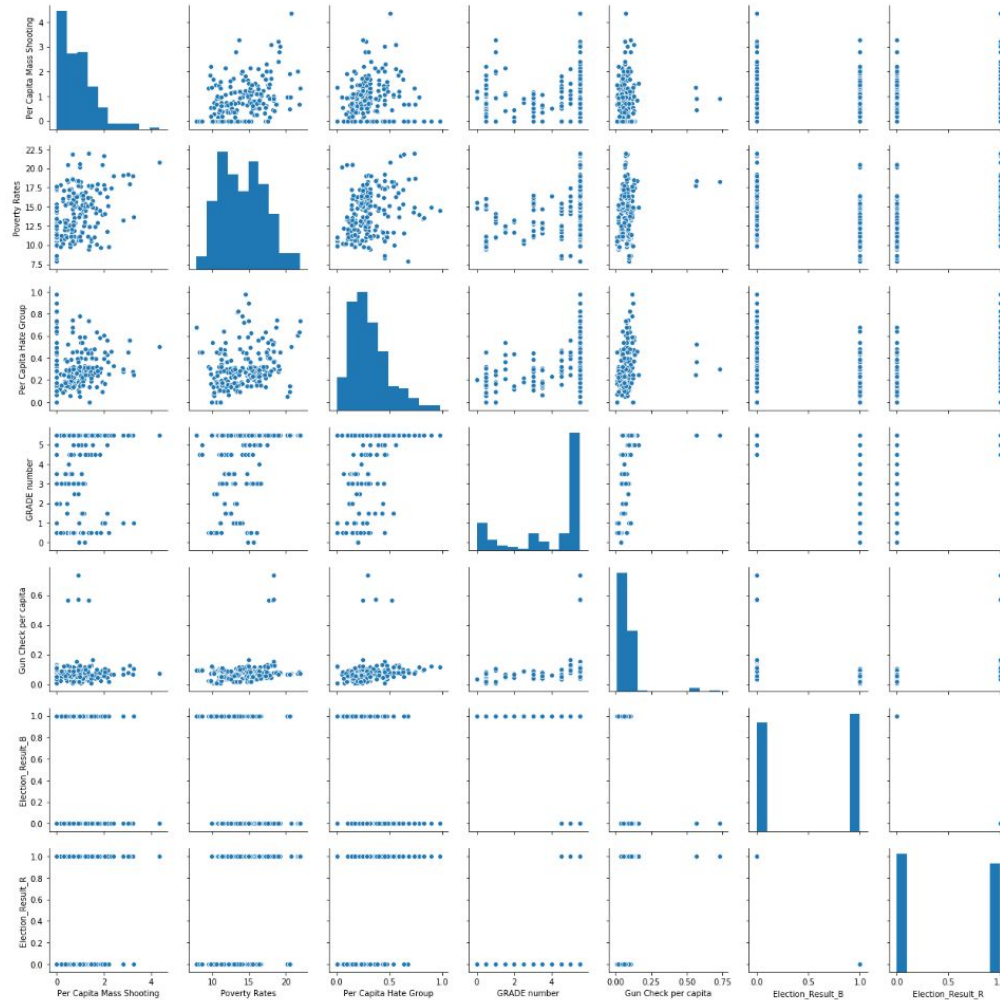 Per Capita Mass Shooting
4
3
2
1
0
Poverty Rates
22.5
20.0
17.5
15.0
12.5
10.0
7.5
Per Capita Hate Group
1.0
0.8
0.6
0.4
0.2
0.0
GRADE number
5
4
3
2
1
0
Gun Check per capita
0.6
0.4
0.2
0.0
Election_Result_B
1.0
0.8
0.6
0.4
0.2
0.0
Election_Result_R
1.0
0.8
0.6
0.4
0.2
0.0
0 2 4
10 15 20
0.0 0.5 1.0
0 2 4
0.00 0.25 0.50 0.75
0.0 0.5 1.0
0.0 0.5
Per Capita Mass Shooting
Poverty Rates
Per Capita Hate Group
GRADE number
Gun Check per capita
Election_Result_B
Election_Result_R